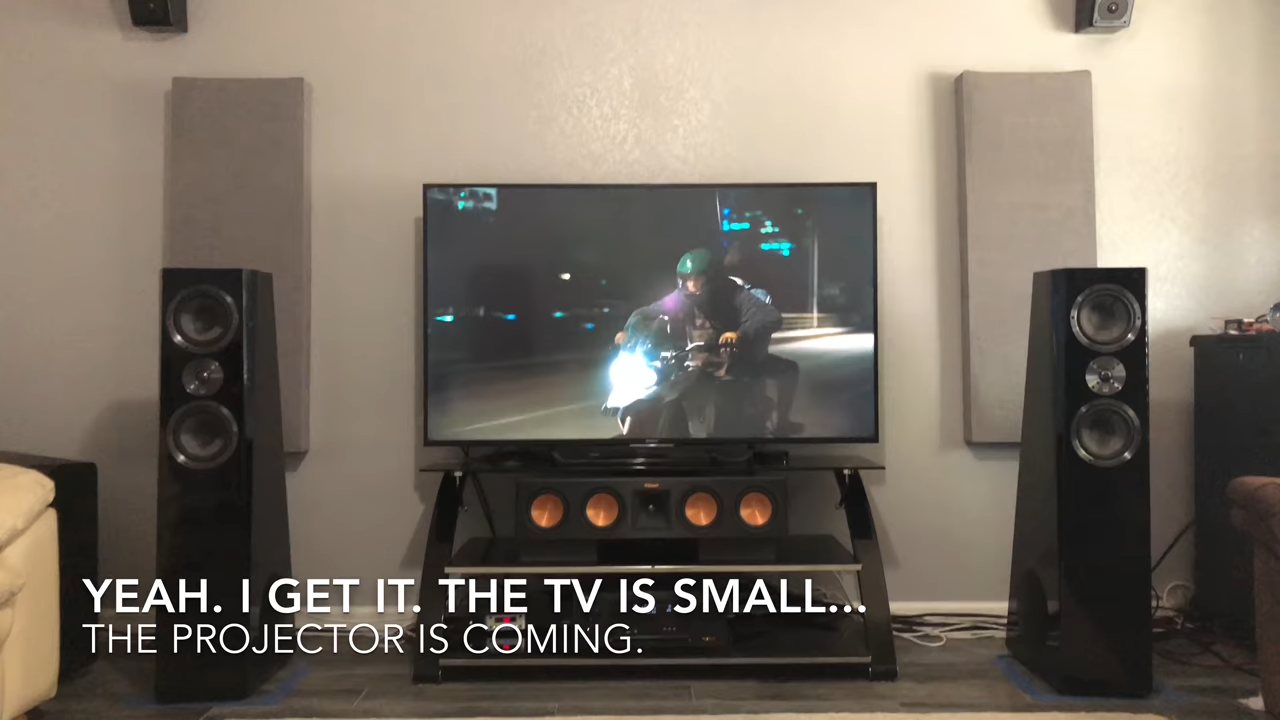 YEAH. I GET IT. THE TV IS SMALL...
THE PROJECTOR IS COMING.